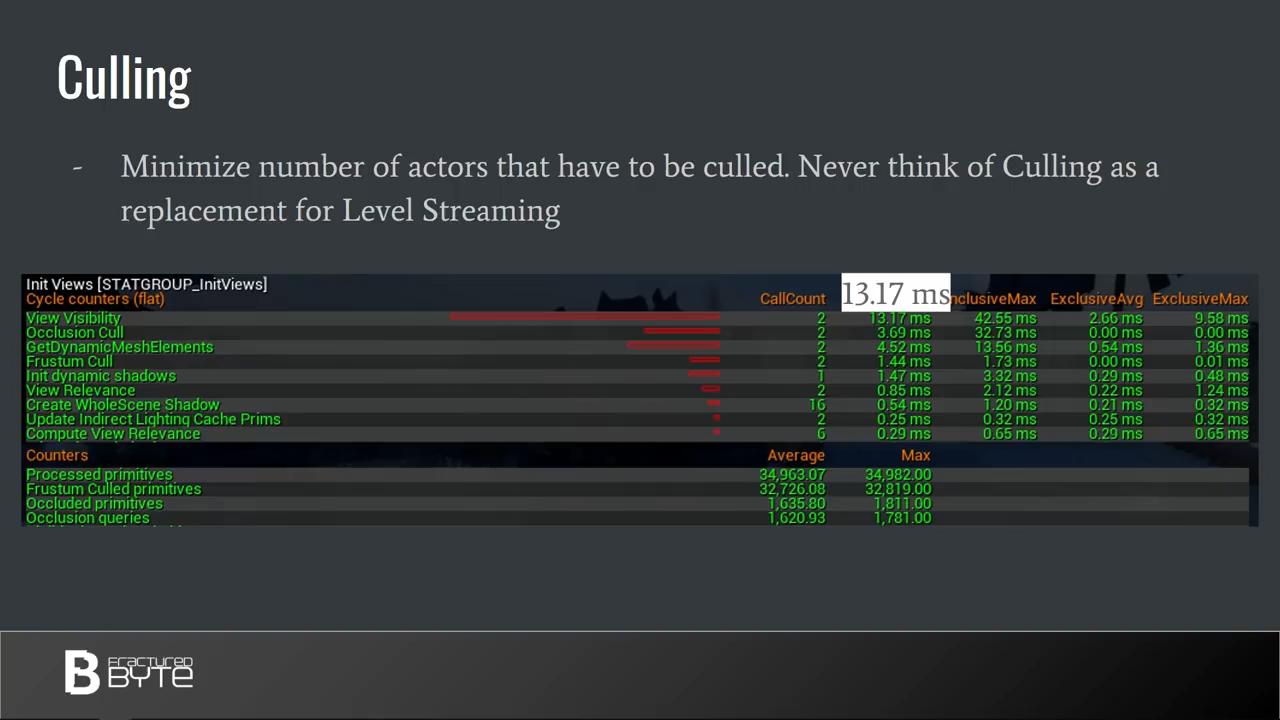 Culling
- Minimize number of actors that have to be culled. Never think of Culling as a
replacement for Level Streaming
Init Views [STATGROUP_InitViews]
Cycle counters (flat) CallCount 13.17 ms nclusiveMax ExclusiveAvg ExclusiveMax
View Visibility 2 13.17 ms 42.55 ms 2.66 ms 9.58 ms
Occlusion Cull 2 3.69 ms 32.73 ms 0.00 ms 0.00 ms
GetDynamicMeshElements 2 4.52 ms 13.56 ms 0.54 ms 1.36 ms
Frustum Cull 2 1.44 ms 1.73 ms 0.00 ms 0.01 ms
Init dynamic shadows 1 1.47 ms 3.32 ms 0.29 ms 0.48 ms
View Relevance 2 0.85 ms 2.12 ms 0.22 ms 1.24 ms
Create WholeScene Shadow 16 0.54 ms 1.20 ms 0.21 ms 0.32 ms
Update Indirect Lighting Cache Prims 2 0.25 ms 0.32 ms 0.25 ms 0.32 ms
Compute View Relevance 6 0.29 ms 0.65 ms 0.29 ms 0.65 ms
Counters Average Max
Processed primitives 34,963.07 34,982.00
Frustum Culled primitives 32,726.08 32,819.00
Occluded primitives 1,635.80 1,811.00
Occlusion queries 1,620.93 1,781.00
B Fractured
BYTe